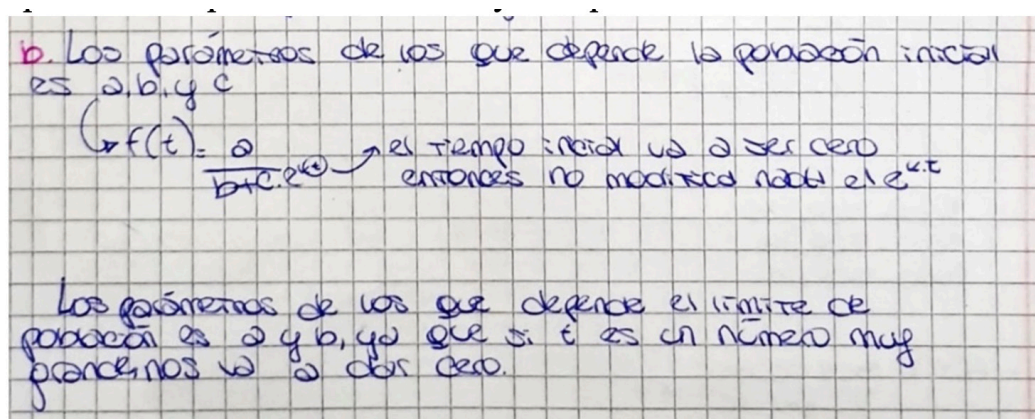 b. Los parámetros de los que depende la población inicial
es a, b, y c
f(t) = a / b+c.e^(kt) → el tiempo inicial va a ser cero
entonces no modifica nada el e^k.t
Los parámetros de los que depende el límite de
población es a y b, ya que si t es un número muy
grande, nos va a dar cero.